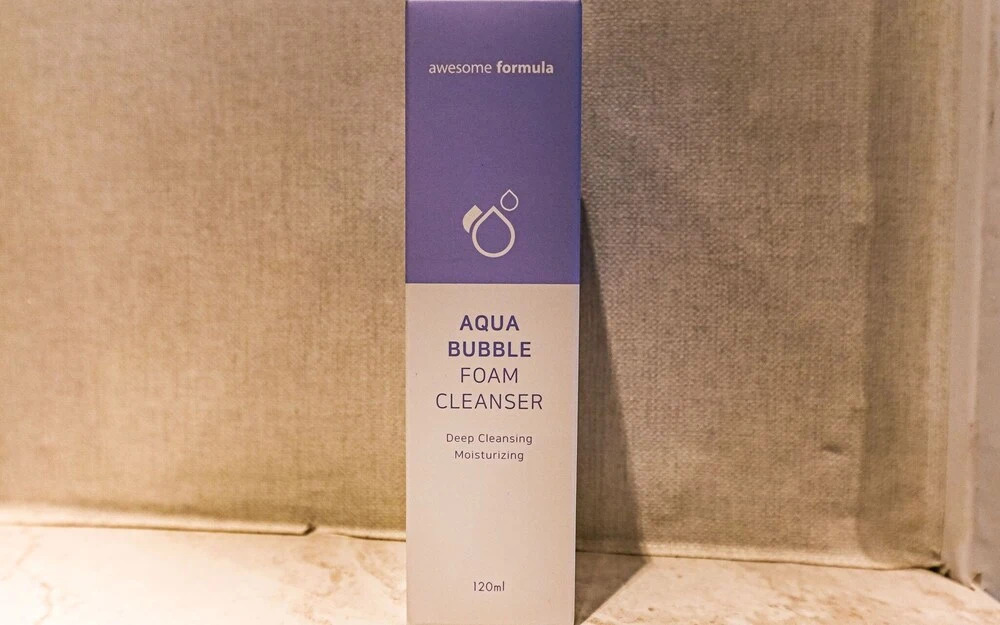 awesome formula
AQUA
BUBBLE
FOAM
CLEANSER
Deep Cleansing
Moisturizing
120ml